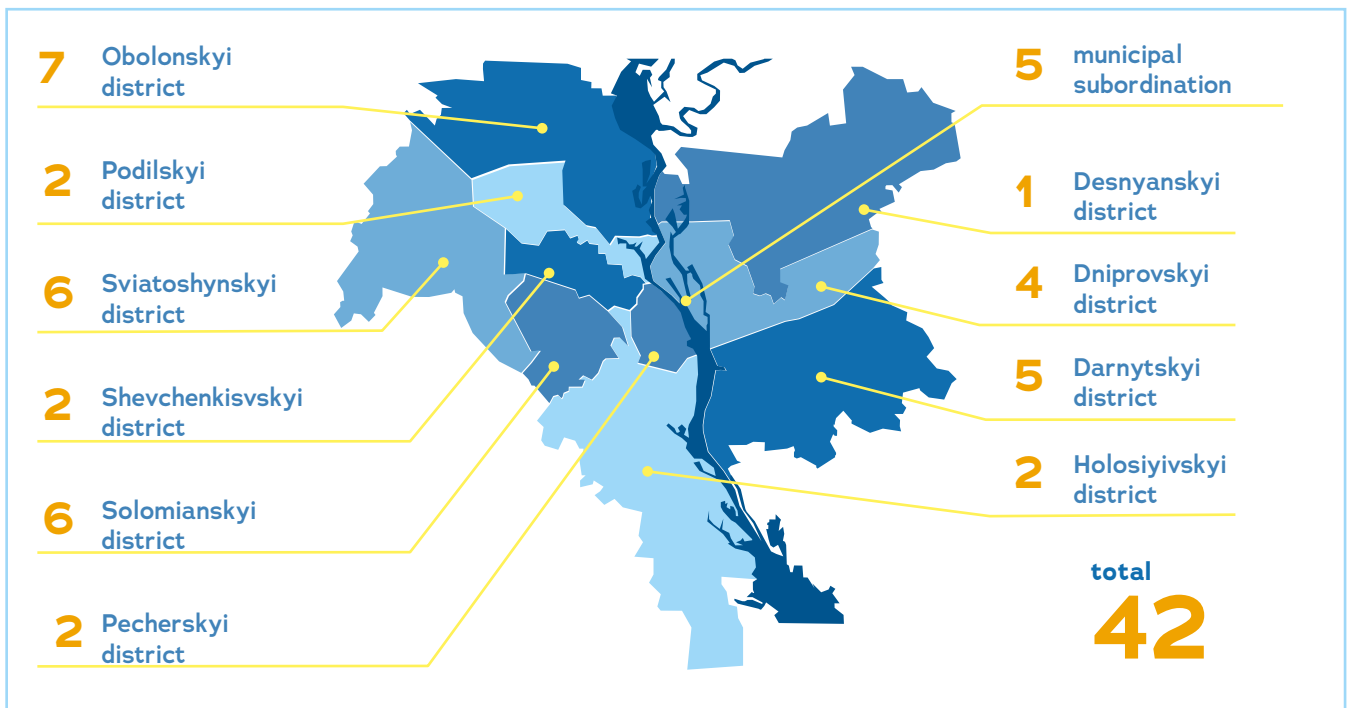 7
Obolonskyi
district
2
Podilskyi
district
6
Sviatoshynskyi
district
2
Shevchenkisvskyi
district
6
Solomianskyi
district
2
Pecherskyi
district
5
municipal
subordination
1
Desnyanskyi
district
4
Dniprovskyi
district
5
Darnytskyi
district
2
Holosiyivskyi
district
total
42